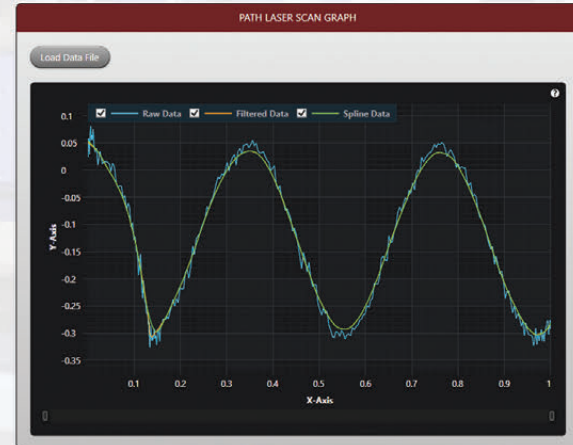 PATH LASER SCAN GRAPH
Load Data File
?
Raw Data Filtered Data Spline Data
0.1
0.05
0
-0.05
-0.1
-0.15
-0.2
-0.25
-0.3
-0.35
Y-Axis
0.1 0.2 0.3 0.4 0.5 0.6 0.7 0.8 0.9 1
X-Axis